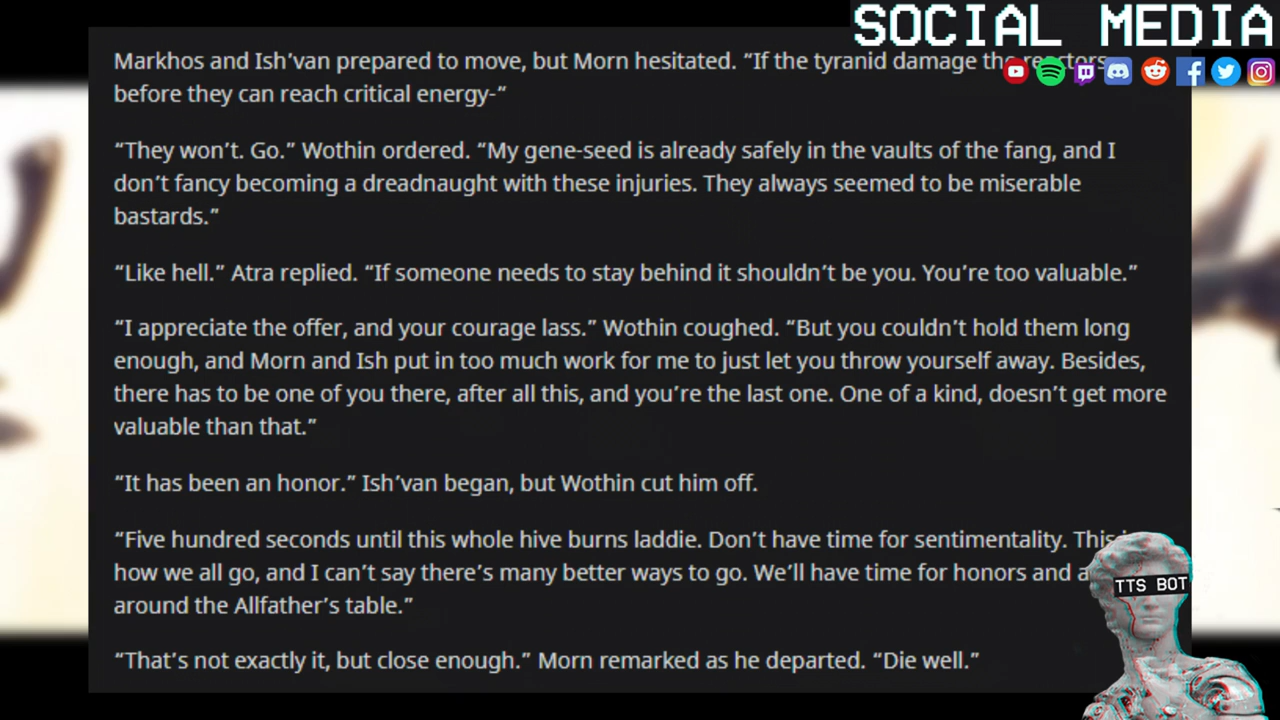 SOCIAL MEDIA
Markhos and Ish’van prepared to move, but Morn hesitated. “If the tyranid damage the reactors
before they can reach critical energy-“
“They won’t. Go.” Wothin ordered. “My gene-seed is already safely in the vaults of the fang, and I
don’t fancy becoming a dreadnaught with these injuries. They always seemed to be miserable
bastards.”
“Like hell.” Atra replied. “If someone needs to stay behind it shouldn’t be you. You’re too valuable.”
“I appreciate the offer, and your courage lass.” Wothin coughed. “But you couldn’t hold them long
enough, and Morn and Ish put in too much work for me to just let you throw yourself away. Besides,
there has to be one of you there, after all this, and you’re the last one. One of a kind, doesn’t get more
valuable than that.”
“It has been an honor.” Ish’van began, but Wothin cut him off.
“Five hundred seconds until this whole hive burns laddie. Don’t have time for sentimentality. This
how we all go, and I can’t say there’s many better ways to go. We’ll have time for honors and
around the Allfather’s table.”
“That’s not exactly it, but close enough.” Morn remarked as he departed. “Die well.”
TTS BOT